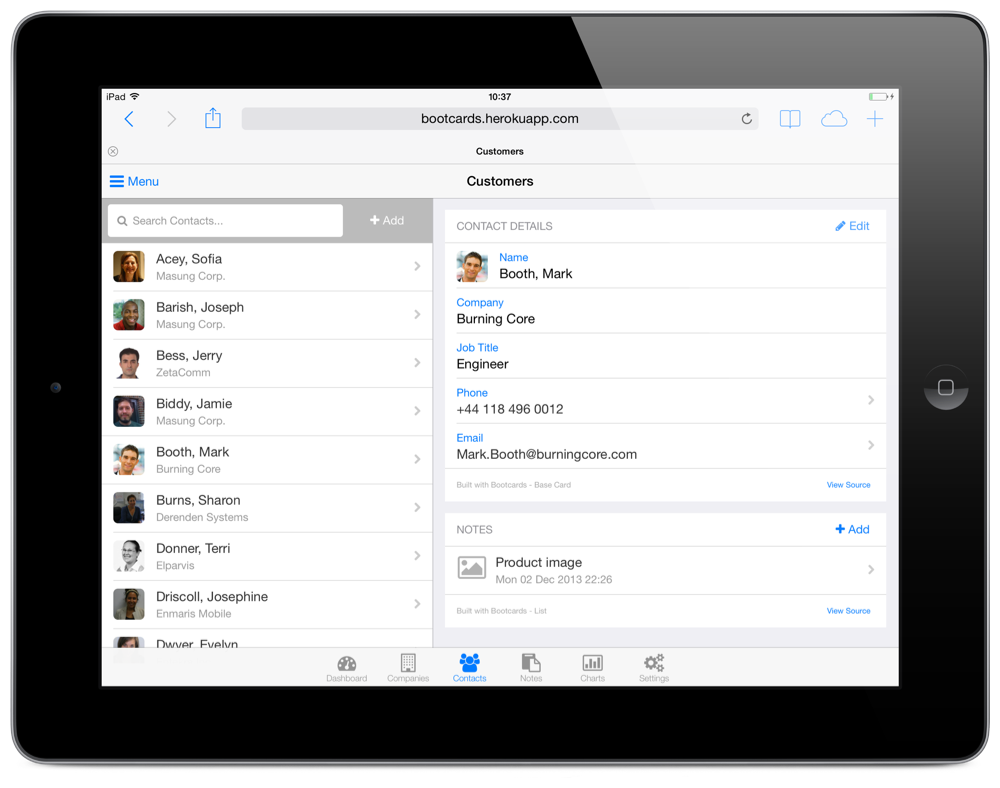 iPad 10:37
bootcards.herokuapp.com
Customers
Menu Customers
Search Contacts... Add
Acey, Sofia
Masung Corp.
Barish, Joseph
Masung Corp.
Bess, Jerry
ZetaComm
Biddy, Jamie
Masung Corp.
Booth, Mark
Burning Core
Burns, Sharon
Derenden Systems
Donner, Terri
Elparvis
Driscoll, Josephine
Enmaris Mobile
Dwyer, Evelyn
CONTACT DETAILS Edit
Name
Booth, Mark
Company
Burning Core
Job Title
Engineer
Phone
+44 118 496 0012
Email
Mark.Booth@burningcore.com
Built with Bootcards - Base Card View Source
NOTES + Add
Product image
Mon 02 Dec 2013 22:26
Built with Bootcards - List View Source
Dashboard Companies Contacts Notes Charts Settings